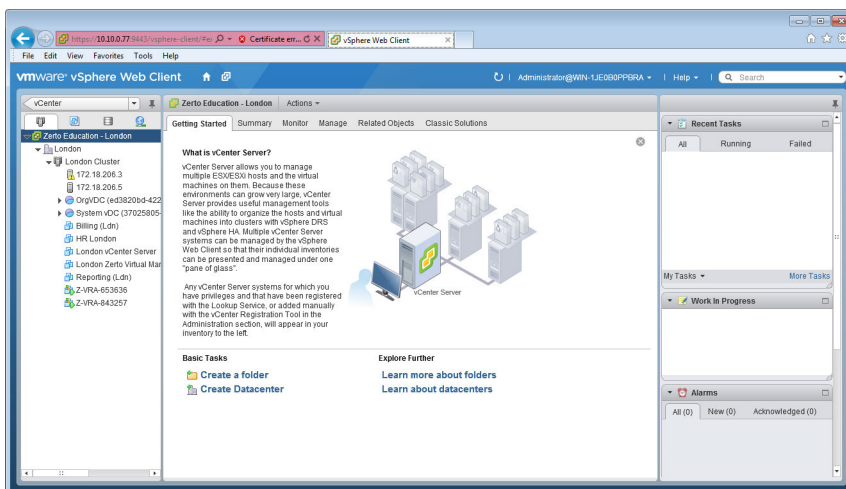 https://10.10.0.77:9443/vsphere-client/#e
Certificate err...
vSphere Web Client
File Edit View Favorites Tools Help
vmware® vSphere Web Client
Administrator@WIN-1JE0B0PPBRA
Help
Search
vCenter
Zerto Education - London
Actions
Getting Started Summary Monitor Manage Related Objects Classic Solutions
Zerto Education - London
London
London Cluster
172.18.206.3
172.18.206.5
OrgVDC (ed3820bd-422
System vDC (37025805-
Billing (Ldn)
HR London
London vCenter Server
London Zerto Virtual Mar
Reporting (Ldn)
Z-VRA-653636
Z-VRA-843257
What is vCenter Server?
vCenter Server allows you to manage
multiple ESX/ESXi hosts and the virtual
machines on them. Because these
environments can grow very large, vCenter
Server provides useful management tools
like the ability to organize the hosts and virtual
machines into clusters with vSphere DRS
and vSphere HA. Multiple vCenter Server
systems can be managed by the vSphere
Web Client so that their individual inventories
can be presented and managed under one
"pane of glass".
Any vCenter Server systems for which you
have privileges and that have been registered
with the Lookup Service, or added manually
with the vCenter Registration Tool in the
Administration section, will appear in your
inventory to the left.
vCenter Server
Basic Tasks
Create a folder
Create Datacenter
Explore Further
Learn more about folders
Learn about datacenters
Recent Tasks
All Running Failed
My Tasks
More Tasks
Work In Progress
Alarms
All (0) New (0) Acknowledged (0)